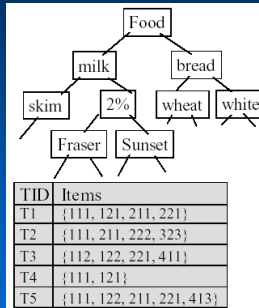 Food
milk bread
skim 2% wheat white
Fraser Sunset
TID Items
T1 {111, 121, 211, 221}
T2 {111, 211, 222, 323}
T3 {112, 122, 221, 411}
T4 {111, 121}
T5 {111, 122, 211, 221, 413}